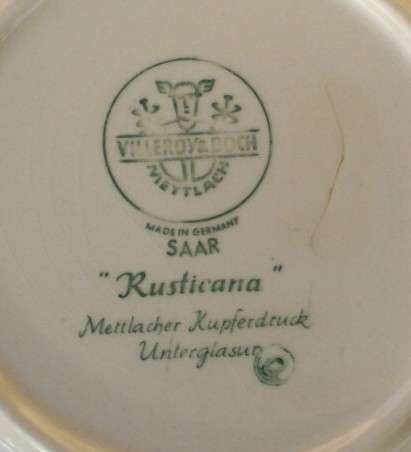 VILLEROY & BOCH
METTLACH
MADE IN GERMANY
SAAR
"Rusticana"
Mettlacher Kupferdruck
Unterglasur